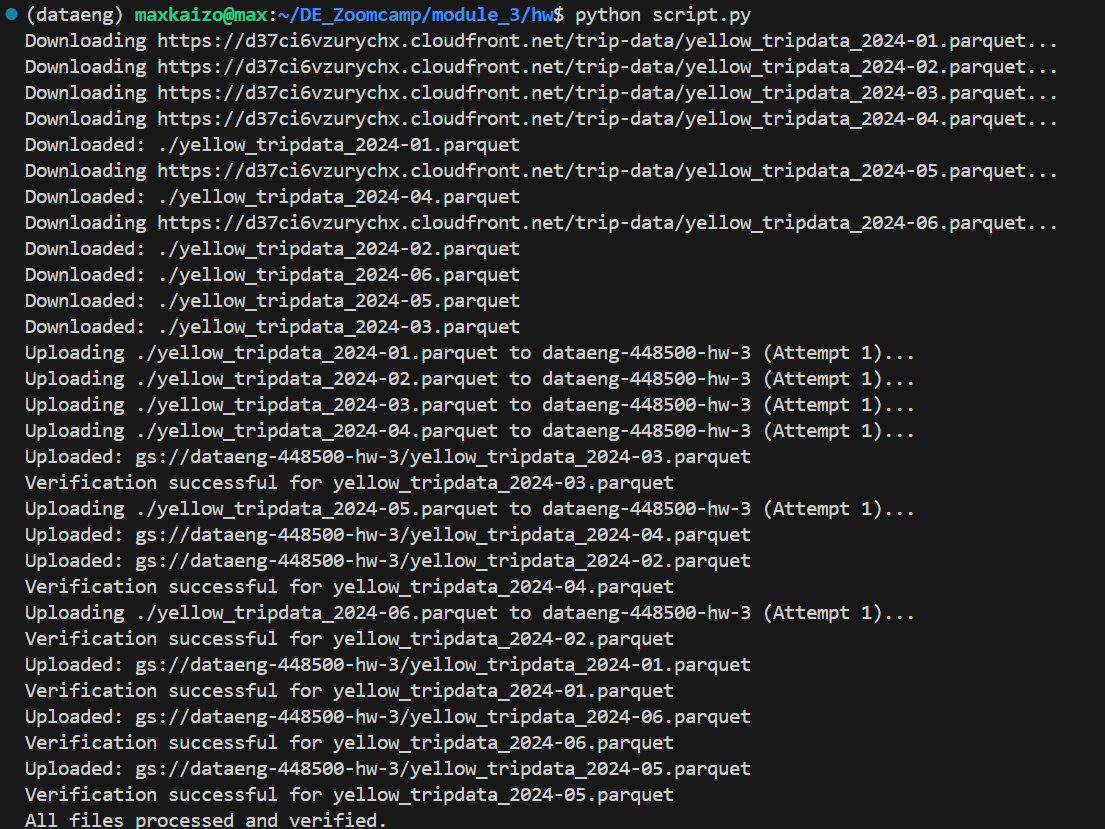 (dataeng) maxkaizo@max:~/DE_Zoomcamp/module_3/hw$ python script.py
Downloading https://d37ci6vzurychx.cloudfront.net/trip-data/yellow_tripdata_2024-01.parquet...
Downloading https://d37ci6vzurychx.cloudfront.net/trip-data/yellow_tripdata_2024-02.parquet...
Downloading https://d37ci6vzurychx.cloudfront.net/trip-data/yellow_tripdata_2024-03.parquet...
Downloading https://d37ci6vzurychx.cloudfront.net/trip-data/yellow_tripdata_2024-04.parquet...
Downloaded: ./yellow_tripdata_2024-01.parquet
Downloading https://d37ci6vzurychx.cloudfront.net/trip-data/yellow_tripdata_2024-05.parquet...
Downloaded: ./yellow_tripdata_2024-04.parquet
Downloading https://d37ci6vzurychx.cloudfront.net/trip-data/yellow_tripdata_2024-06.parquet...
Downloaded: ./yellow_tripdata_2024-02.parquet
Downloaded: ./yellow_tripdata_2024-06.parquet
Downloaded: ./yellow_tripdata_2024-05.parquet
Downloaded: ./yellow_tripdata_2024-03.parquet
Uploading ./yellow_tripdata_2024-01.parquet to dataeng-448500-hw-3 (Attempt 1)...
Uploading ./yellow_tripdata_2024-02.parquet to dataeng-448500-hw-3 (Attempt 1)...
Uploading ./yellow_tripdata_2024-03.parquet to dataeng-448500-hw-3 (Attempt 1)...
Uploading ./yellow_tripdata_2024-04.parquet to dataeng-448500-hw-3 (Attempt 1)...
Uploaded: gs://dataeng-448500-hw-3/yellow_tripdata_2024-03.parquet
Verification successful for yellow_tripdata_2024-03.parquet
Uploading ./yellow_tripdata_2024-05.parquet to dataeng-448500-hw-3 (Attempt 1)...
Uploaded: gs://dataeng-448500-hw-3/yellow_tripdata_2024-04.parquet
Uploaded: gs://dataeng-448500-hw-3/yellow_tripdata_2024-02.parquet
Verification successful for yellow_tripdata_2024-04.parquet
Uploading ./yellow_tripdata_2024-06.parquet to dataeng-448500-hw-3 (Attempt 1)...
Verification successful for yellow_tripdata_2024-02.parquet
Uploaded: gs://dataeng-448500-hw-3/yellow_tripdata_2024-01.parquet
Verification successful for yellow_tripdata_2024-01.parquet
Uploaded: gs://dataeng-448500-hw-3/yellow_tripdata_2024-06.parquet
Verification successful for yellow_tripdata_2024-06.parquet
Uploaded: gs://dataeng-448500-hw-3/yellow_tripdata_2024-05.parquet
Verification successful for yellow_tripdata_2024-05.parquet
All files processed and verified.